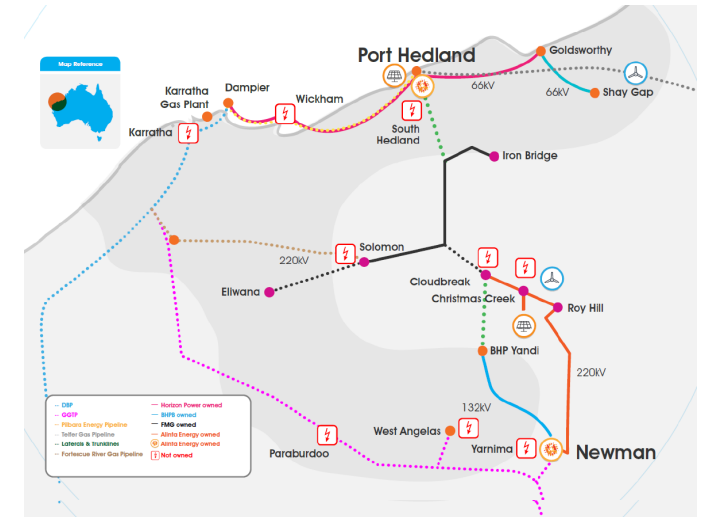 Map Reference
Port Hedland
Goldsworthy
66kV
66kV
Shay Gap
Karratha
Gas Plant
Dampier
Wickham
Karratha
South
Hedland
Iron Bridge
Solomon
220kV
Eliwana
Cloudbreak
Christmas Creek
Roy Hill
BHP Yandi
220kV
132kV
West Angelas
Paraburdoo
Yarnima
Newman
DBP
GGTP
Pilbara Energy Pipeline
Telfer Gas Pipeline
Laterals & Trunklines
Fortescue River Gas Pipeline
Horizon Power owned
BHPB owned
FMG owned
Alinta Energy owned
Alinta Energy owned
Not owned